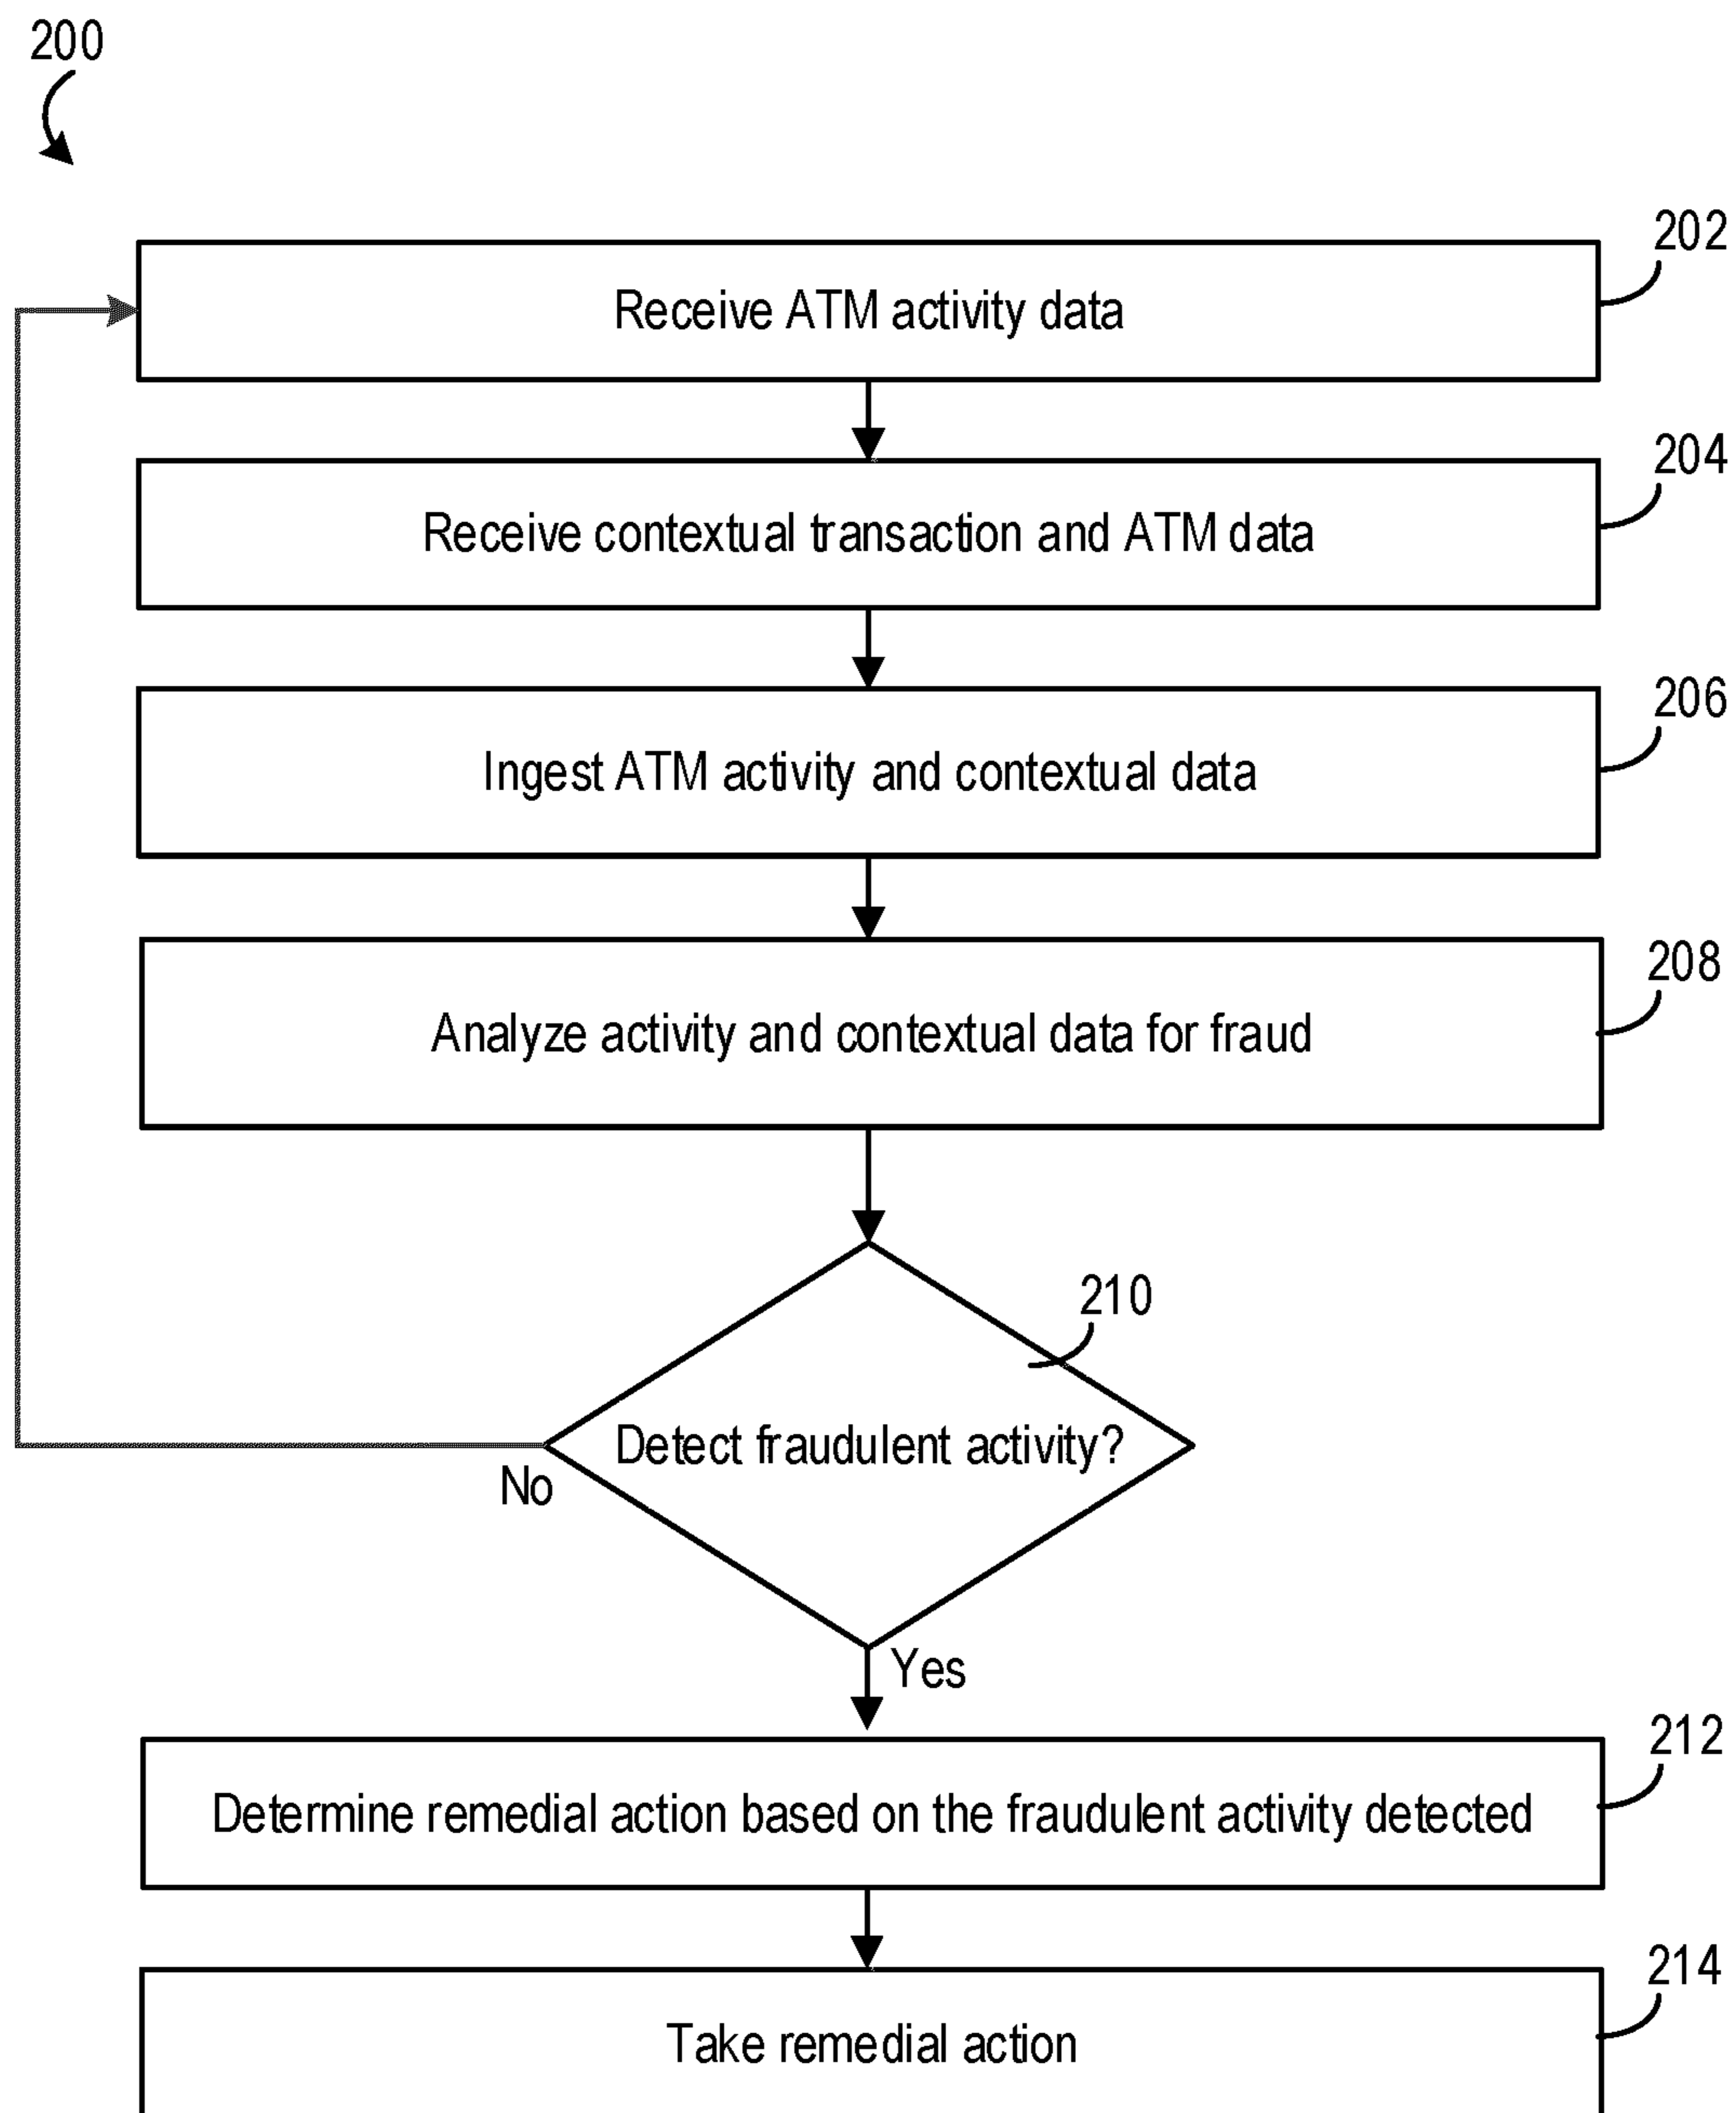 200
202
Receive ATM activity data
204
Receive contextual transaction and ATM data
206
Ingest ATM activity and contextual data
208
Analyze activity and contextual data for fraud
210
Detect fraudulent activity?
No
Yes
212
Determine remedial action based on the fraudulent activity detected
214
Take remedial action